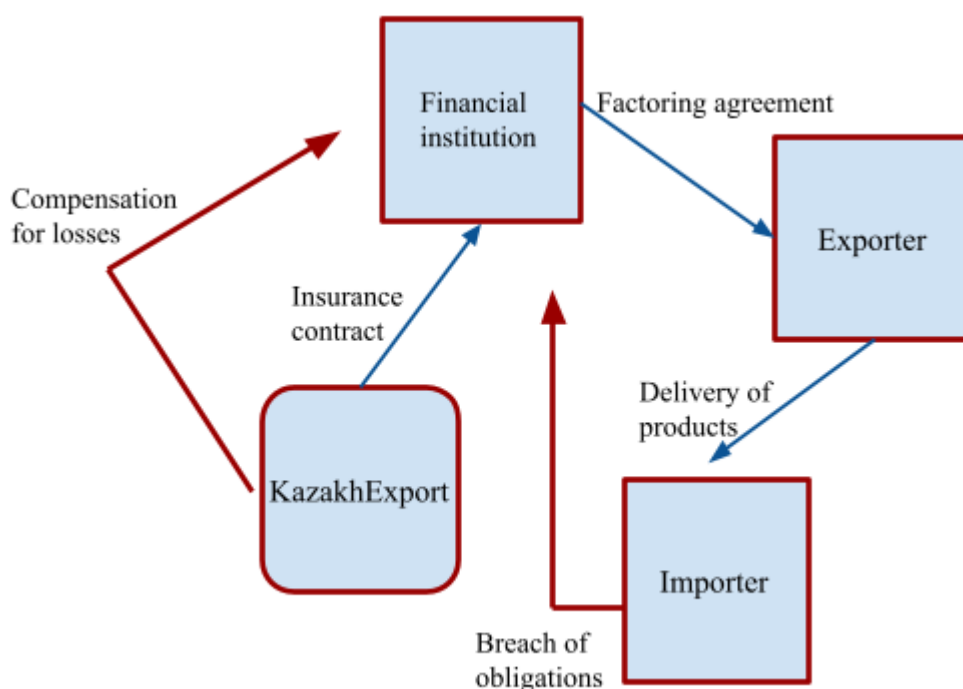 Financial
institution
Factoring agreement
Compensation
for losses
Exporter
Insurance
contract
Delivery of
products
KazakhExport
Importer
Breach of
obligations